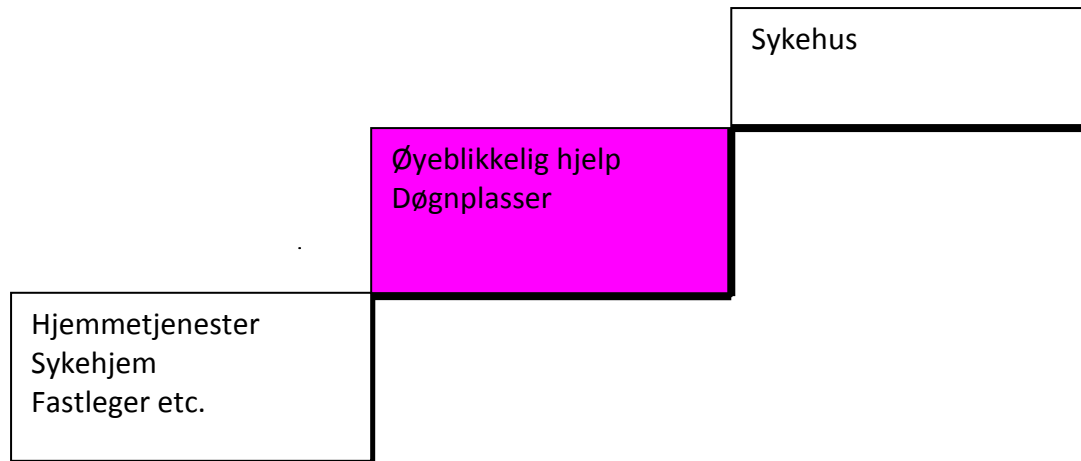 Sykehus
Øyeblikkelig hjelp
Døgnplasser
Hjemmetjenester
Sykehjem
Fastleger etc.